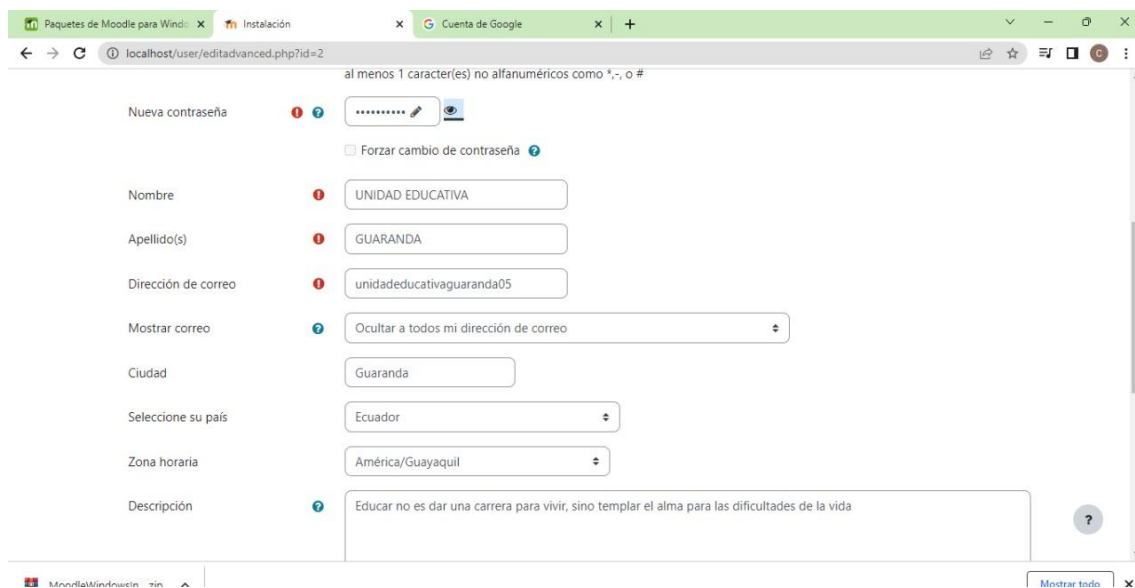 Paquetes de Moodle para Windo
Instalación
Cuenta de Google
localhost/user/editadvanced.php?id=2
al menos 1 caracter(es) no alfanuméricos como *,-, o #
Nueva contraseña
Forzar cambio de contraseña
Nombre
UNIDAD EDUCATIVA
Apellido(s)
GUARANDA
Dirección de correo
unidadeducativaguaranda05
Mostrar correo
Ocultar a todos mi dirección de correo
Ciudad
Guaranda
Seleccione su país
Ecuador
Zona horaria
América/Guayaquil
Descripción
Educar no es dar una carrera para vivir, sino templar el alma para las dificultades de la vida
MoodleWindowsIn....zip
Mostrar todo